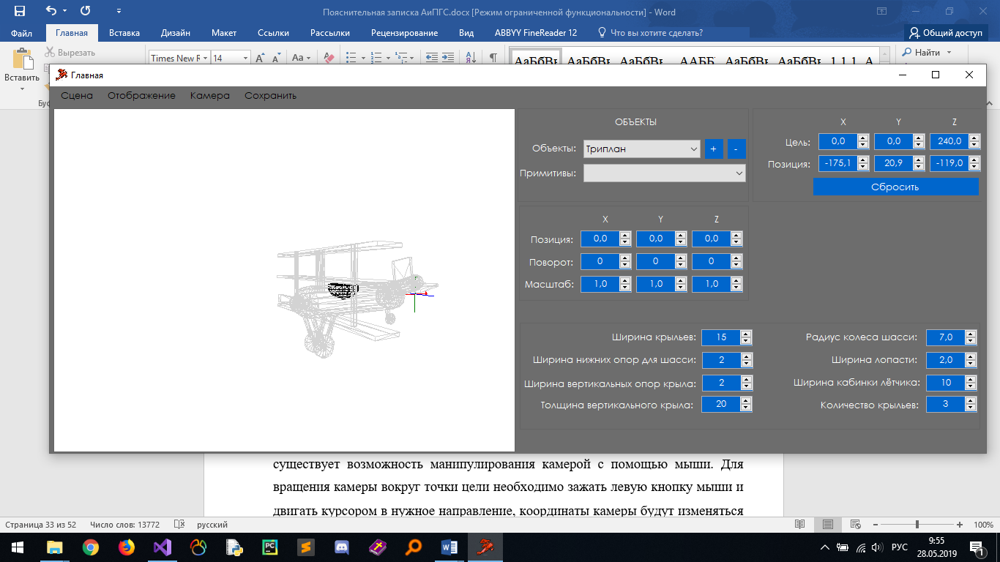 Пояснительная записка АиПГС.docx [Режим ограниченной функциональности] - Word
Файл Главная Вставка Дизайн Макет Ссылки Рассылки Рецензирование Вид ABBYY FineReader 12 Что вы хотите сделать? Общий доступ
Вырезать Times New R 14 Аа Найти
Вставить
АаБбВ АаБбВ АаБбВ ААББ АаБбВ АаБбВ 1.1.1 А
Главная
Сцена Отображение Камера Сохранить
ОБЪЕКТЫ
Объекты: Триплан + -
Примитивы:
X Y Z
Цель: 0,0 0,0 240,0
Позиция: -175,1 20,9 -119,0
Сбросить
X Y Z
Позиция: 0,0 0,0 0,0
Поворот: 0 0 0
Масштаб: 1,0 1,0 1,0
Ширина крыльев: 15 Радиус колеса шасси: 7,0
Ширина нижних опор для шасси: 2 Ширина лопасти: 2,0
Ширина вертикальных опор крыла: 2 Ширина кабинки лётчика: 10
Толщина вертикального крыла: 20 Количество крыльев: 3
существует возможность манипулирования камерой с помощью мыши. Для
вращения камеры вокруг точки цели необходимо зажать левую кнопку мыши и
двигать курсором в нужное направление, координаты камеры будут изменяться
Страница 33 из 52 Число слов: 13772 русский 100%
РУС 9:55
28.05.2019 1